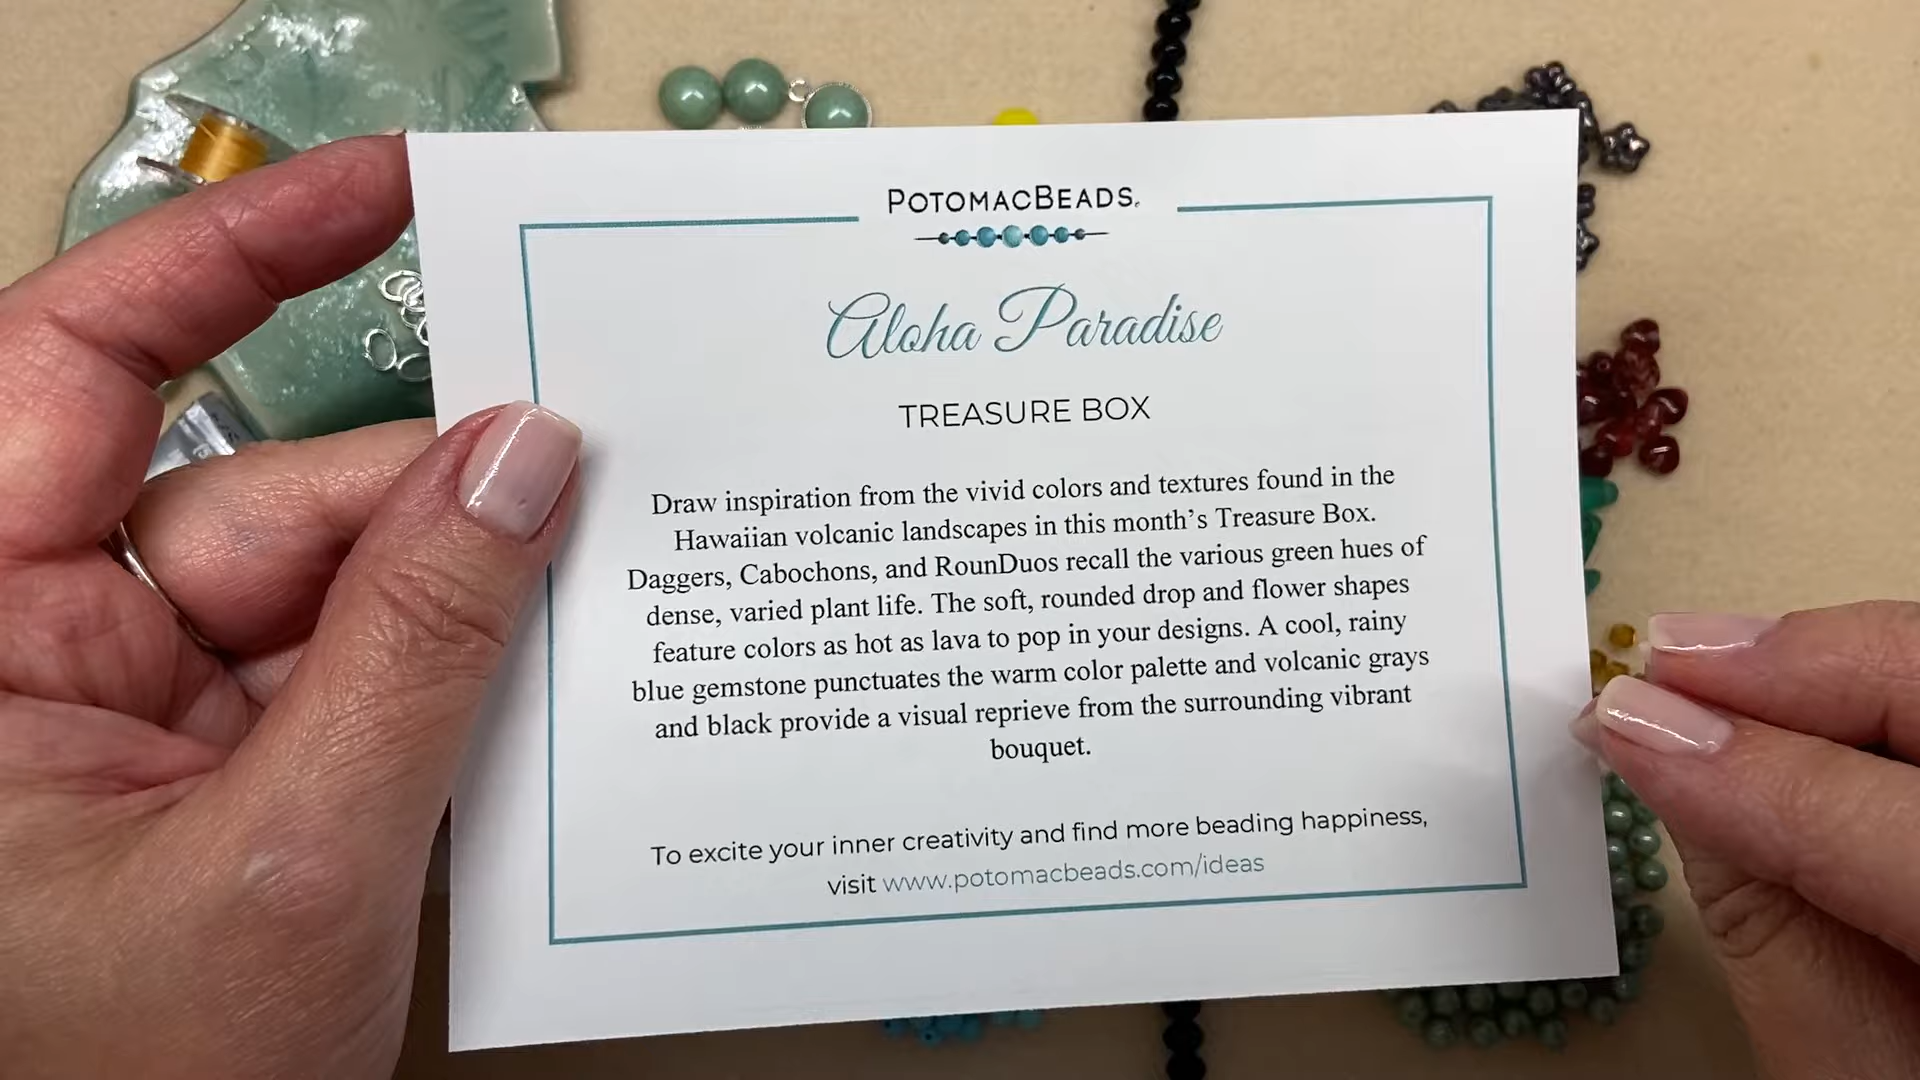 POTOMACBEADS
Aloha Paradise
TREASURE BOX
Draw inspiration from the vivid colors and textures found in the
Hawaiian volcanic landscapes in this month's Treasure Box.
Daggers, Cabochons, and RounDuos recall the various green hues of
dense, varied plant life. The soft, rounded drop and flower shapes
feature colors as hot as lava to pop in your designs. A cool, rainy
blue gemstone punctuates the warm color palette and volcanic grays
and black provide a visual reprieve from the surrounding vibrant
bouquet.
To excite your inner creativity and find more beading happiness,
visit www.potomacbeads.com/ideas